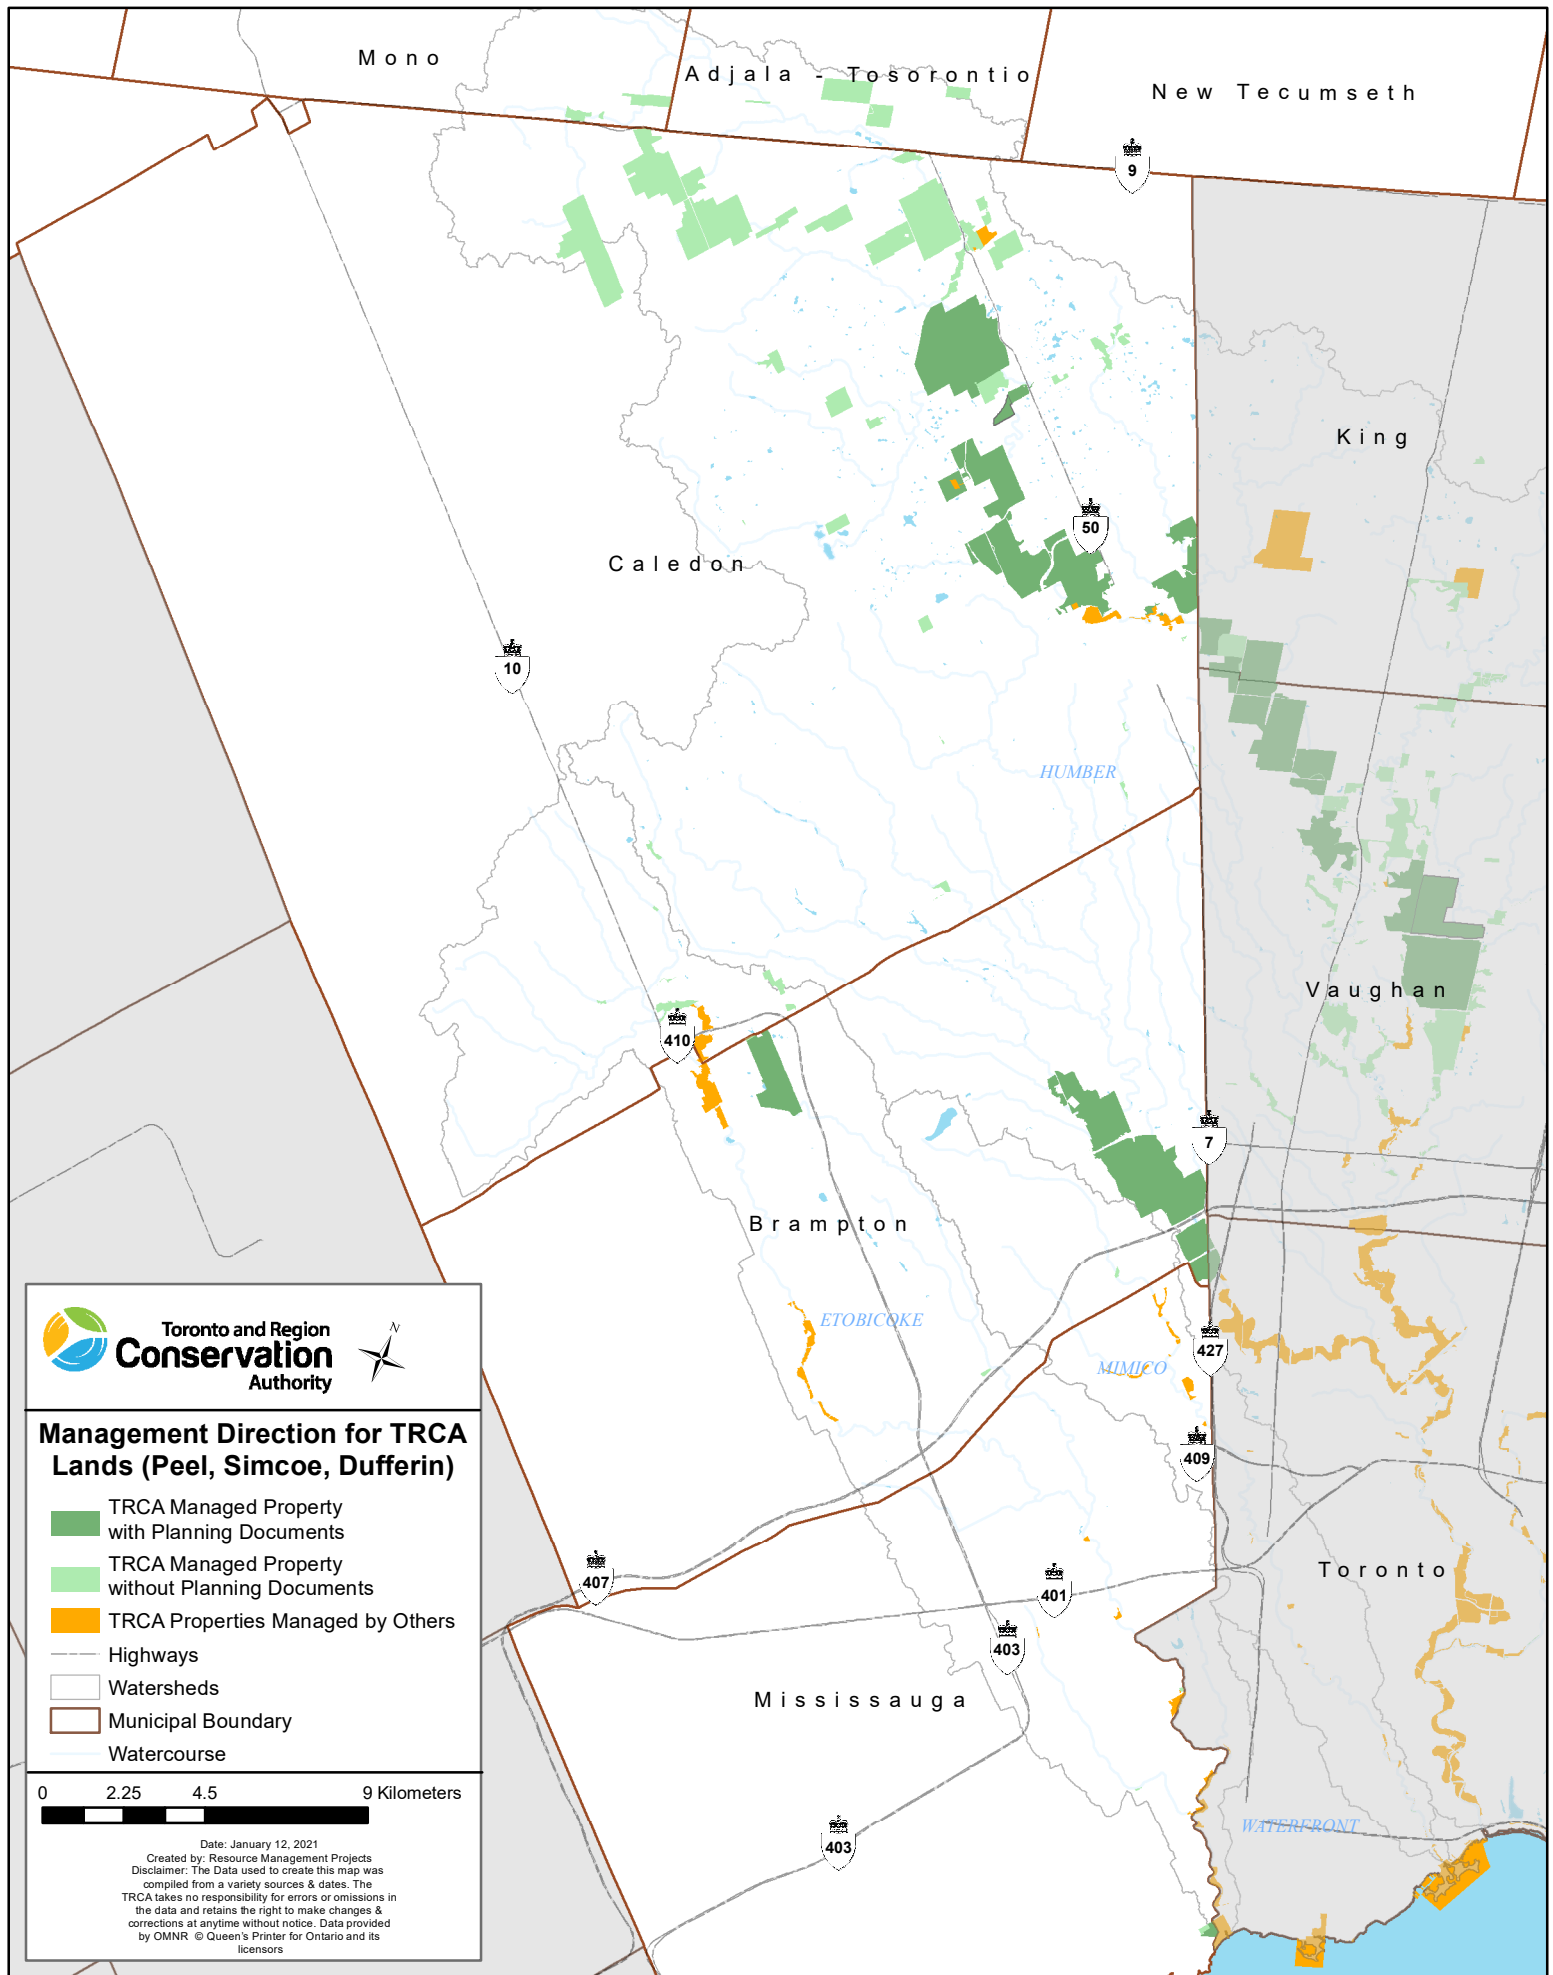 Mono
Adjala - Tosorontio
New Tecumseth
9
King
50
Caledon
10
HUMBER
Vaughan
410
7
Brampton
ETOBICOKE
427
MIMICO
409
Toronto
407
401
403
Mississauga
WATERFRONT
403
Toronto and Region
Conservation
Authority
N
Management Direction for TRCA
Lands (Peel, Simcoe, Dufferin)
TRCA Managed Property
with Planning Documents
TRCA Managed Property
without Planning Documents
TRCA Properties Managed by Others
Highways
Watersheds
Municipal Boundary
Watercourse
0 2.25 4.5 9 Kilometers
Date: January 12, 2021
Created by: Resource Management Projects
Disclaimer: The Data used to create this map was
compiled from a variety sources & dates. The
TRCA takes no responsibility for errors or omissions in
the data and retains the right to make changes &
corrections at anytime without notice. Data provided
by OMNR © Queen's Printer for Ontario and its
licensors